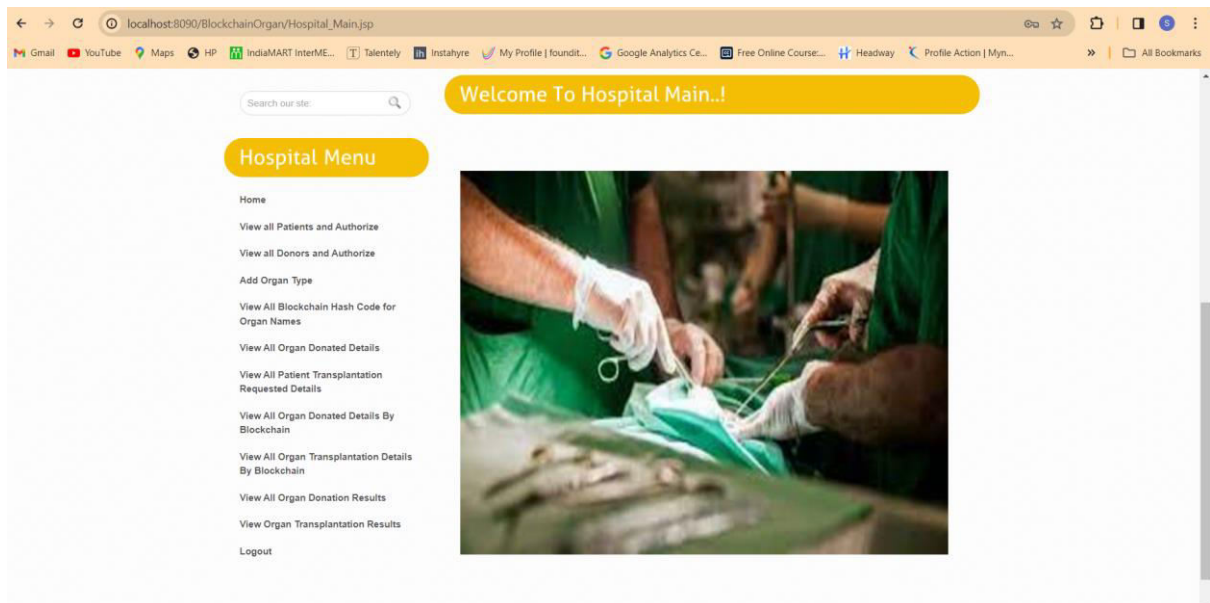 localhost:8090/BlockchainOrgan/Hospital_Main.jsp
Gmail YouTube Maps HP IndiaMART InterME... Talentely Instahyre My Profile | foundit... Google Analytics Ce... Free Online Course:... Headway Profile Action | Myn... » All Bookmarks
Search our site:
Welcome To Hospital Main..!
Hospital Menu
Home
View all Patients and Authorize
View all Donors and Authorize
Add Organ Type
View All Blockchain Hash Code for
Organ Names
View All Organ Donated Details
View All Patient Transplantation
Requested Details
View All Organ Donated Details By
Blockchain
View All Organ Transplantation Details
By Blockchain
View All Organ Donation Results
View Organ Transplantation Results
Logout